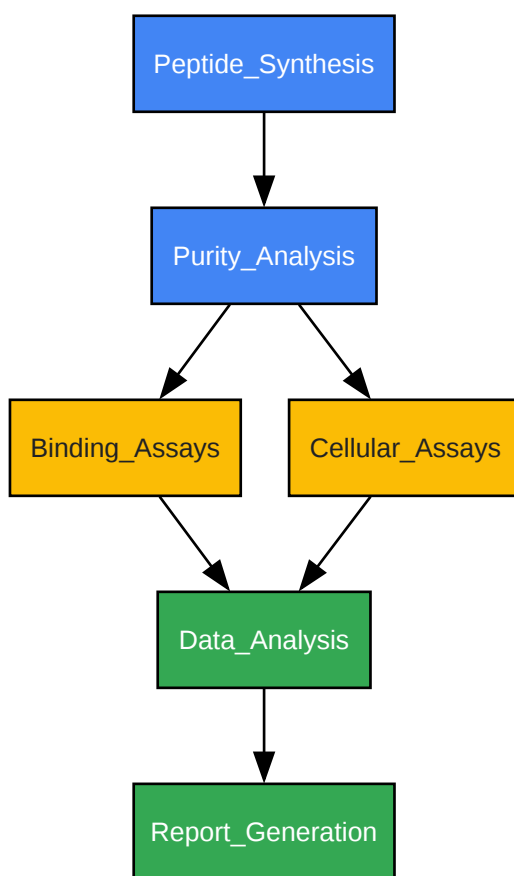 Peptide_Synthesis
Purity_Analysis
Binding_Assays
Cellular_Assays
Data_Analysis
Report_Generation